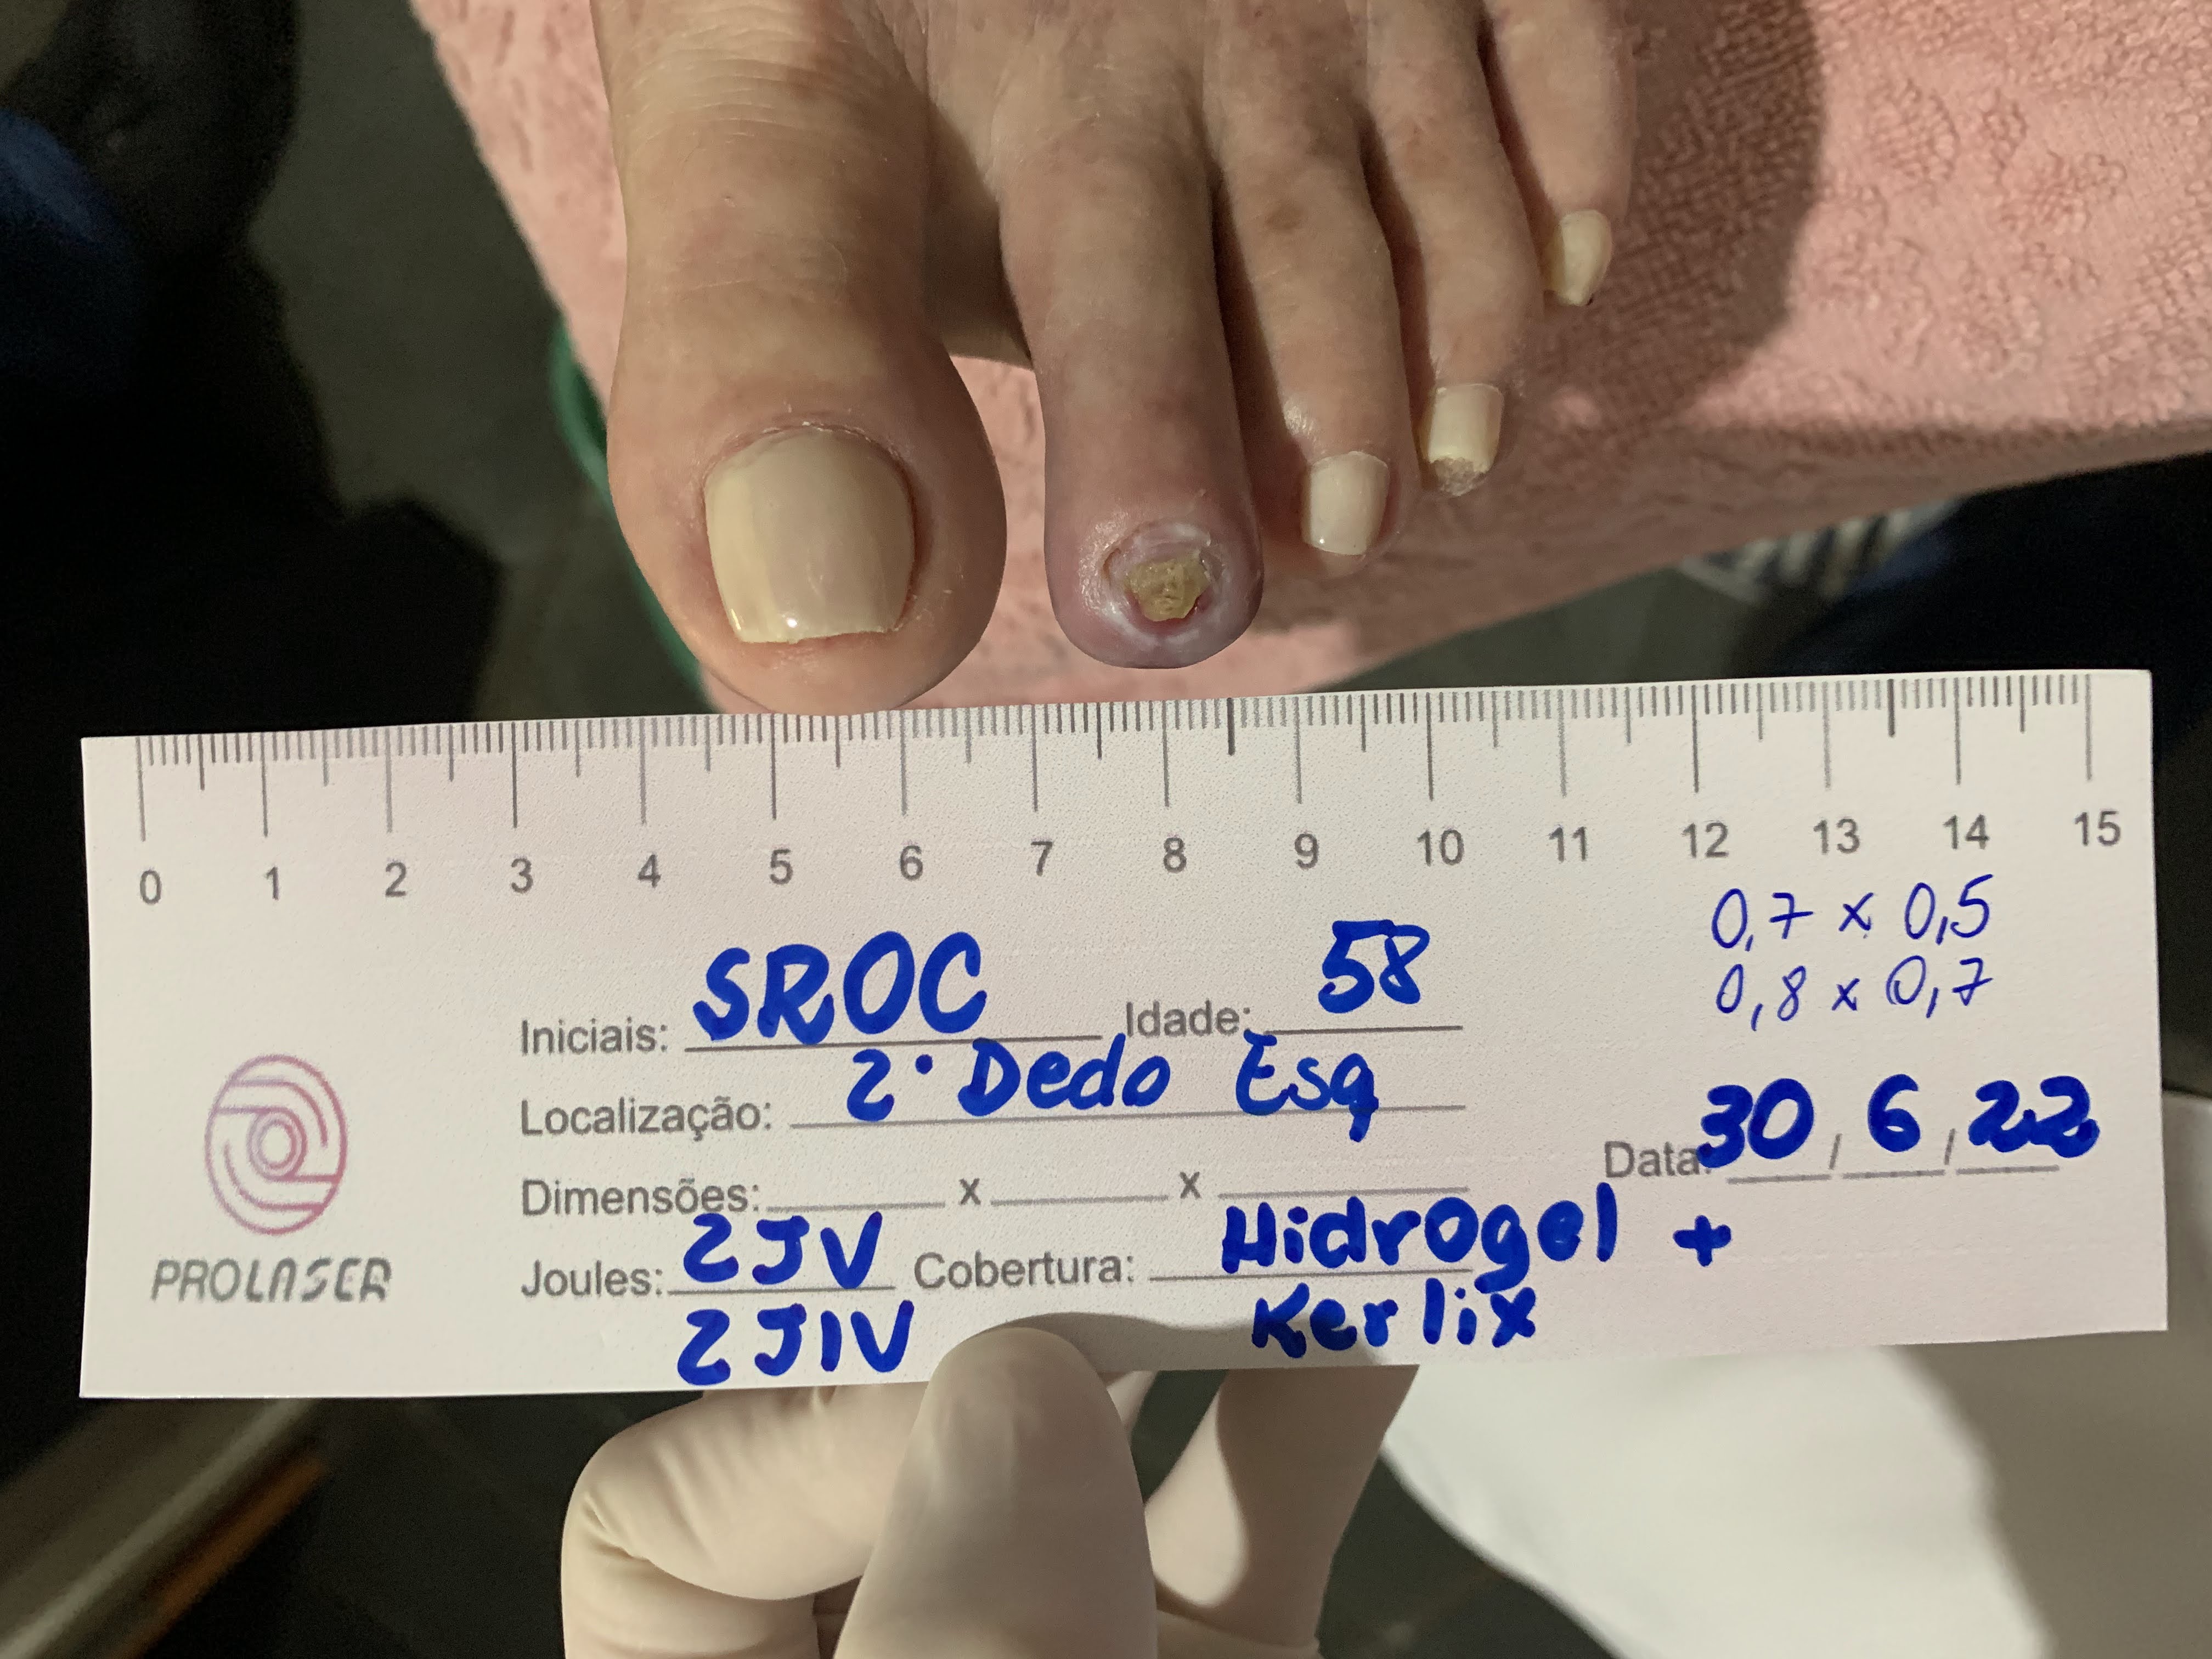 0 1 2 3 4 5 6 7 8 9 10 11 12 13 14 15
0,7 x 0,5
0,8 x 0,7
Iniciais: SROC Idade: 58
Localização: 2º Dedo Esq
Data: 30/6/22
Dimensões: x x
Joules: 2JV Cobertura: Hidrogel +
2JIV Kerlix
PROLASER